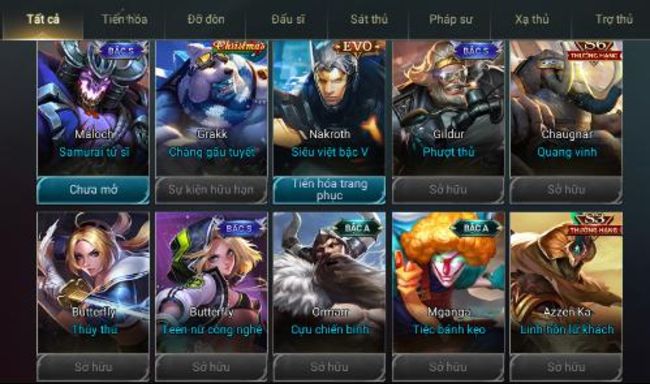 Tất cả Tiến hóa Đỡ đòn Đấu sĩ Sát thủ Pháp sư Xạ thủ Trợ thủ
BẬC S Christmas EVO BẬC S S6
THƯỜNG HẠNG
Maloch Grakk Nakroth Gildur Chaugnar
Samurai tử sĩ Chàng gấu tuyết Siêu việt bậc V Phượt thủ Quang vinh
Chưa mở Sự kiện hữu hạn Tiến hóa trang phục Sở hữu Sở hữu
BẬC S BẬC A BẬC A S3
THƯỜNG HẠNG
Butterfly Butterfly Ormarr Mganga Azzen'Ka
Thủy thủ Teen nữ công nghệ Cựu chiến binh Tiệc bánh kẹo Linh hồn lữ khách
Sở hữu Sở hữu Sở hữu Sở hữu Sở hữu